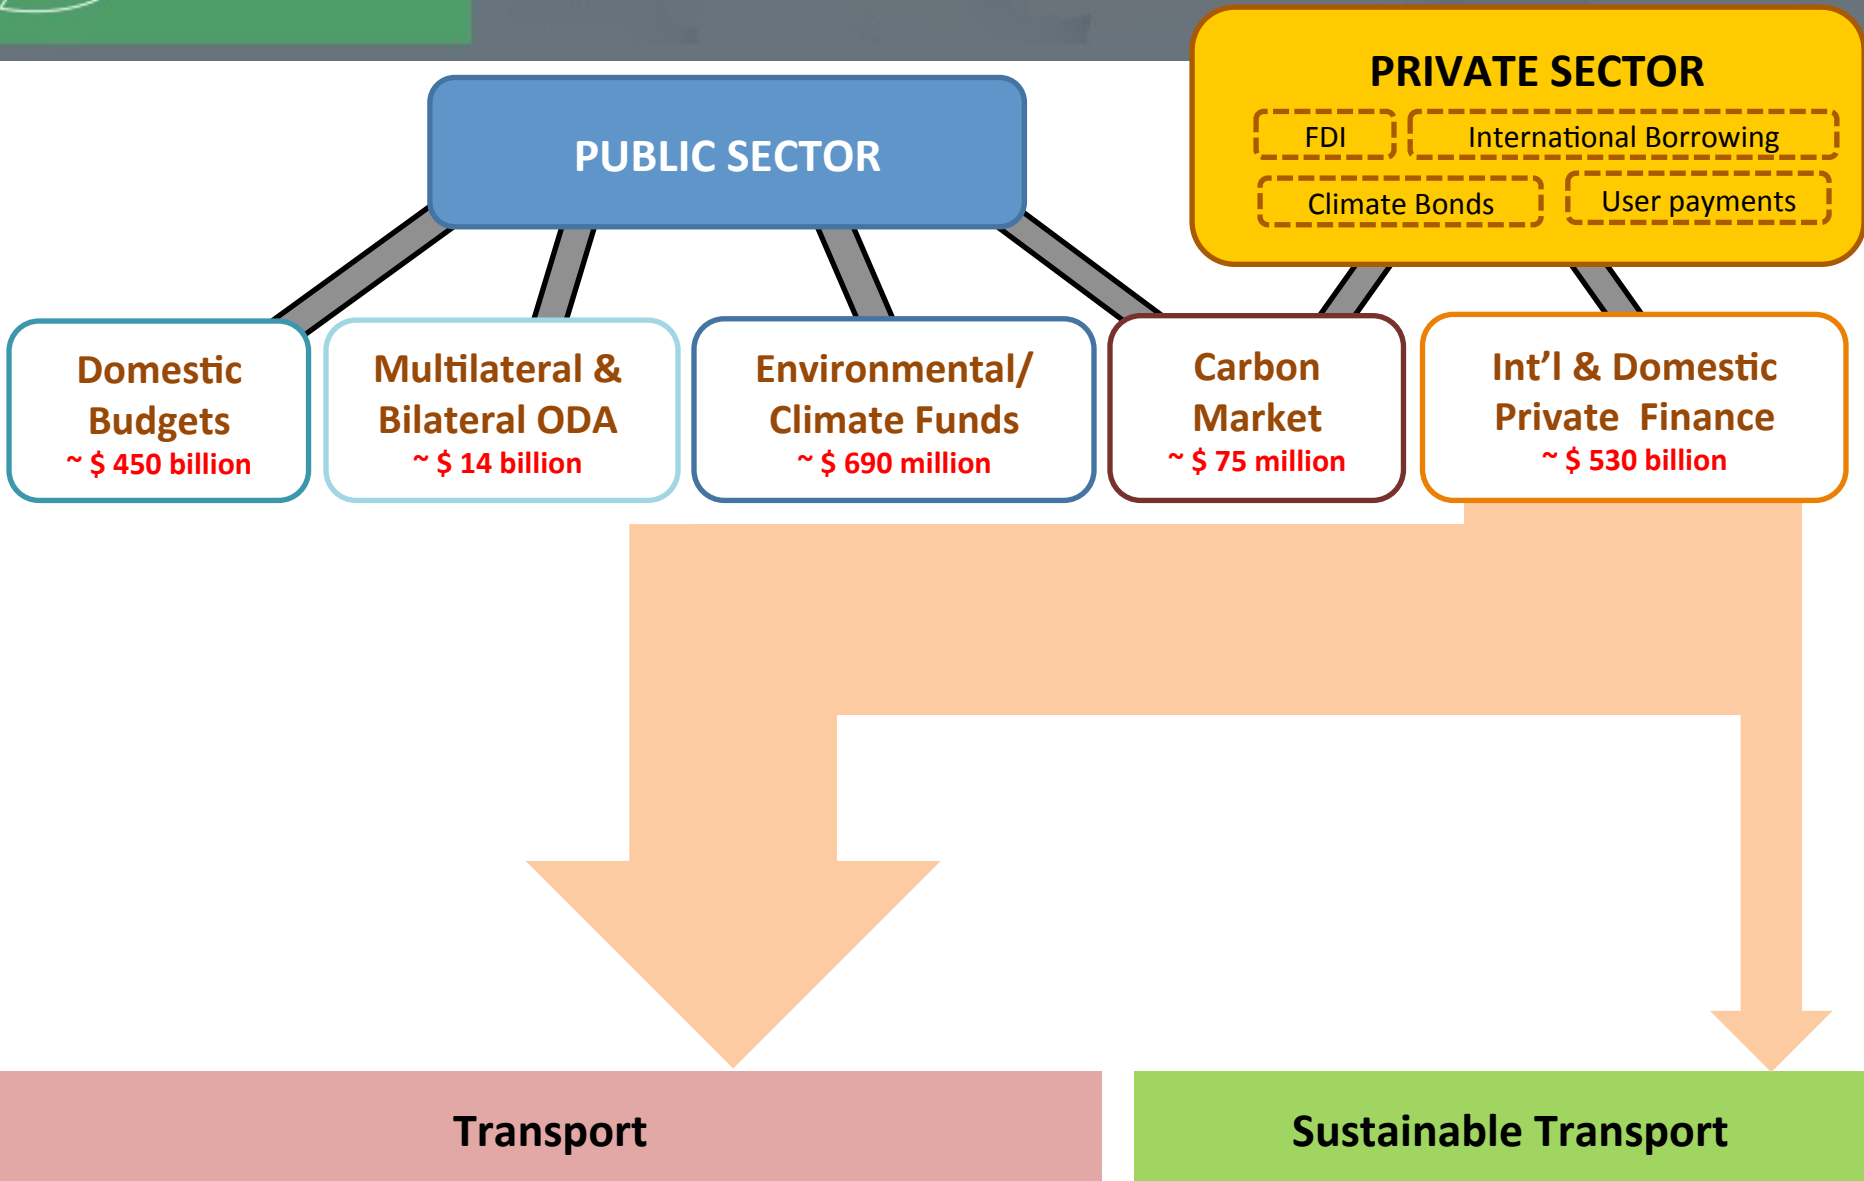 PUBLIC SECTOR
PRIVATE SECTOR
FDI
International Borrowing
Climate Bonds
User payments
Domestic
Budgets
~ $ 450 billion
Multilateral &
Bilateral ODA
~ $ 14 billion
Environmental/
Climate Funds
~ $ 690 million
Carbon
Market
~ $ 75 million
Int’l & Domestic
Private  Finance
~ $ 530 billion
Transport
Sustainable Transport